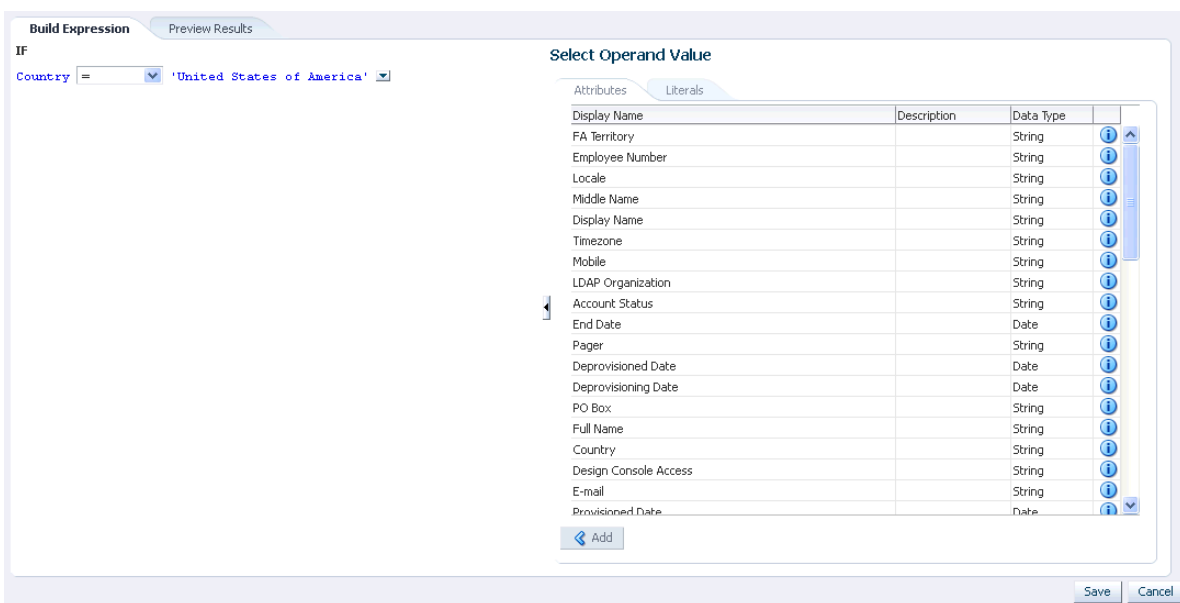 Build Expression Preview Results
IF
Country = 'United States of America'
Select Operand Value
Attributes Literals
Display Name Description Data Type
FA Territory String
Employee Number String
Locale String
Middle Name String
Display Name String
Timezone String
Mobile String
LDAP Organization String
Account Status String
End Date Date
Pager String
Deprovisioned Date Date
Deprovisioning Date Date
PO Box String
Full Name String
Country String
Design Console Access String
E-mail String
Provisioned Date Date
Add
Save Cancel